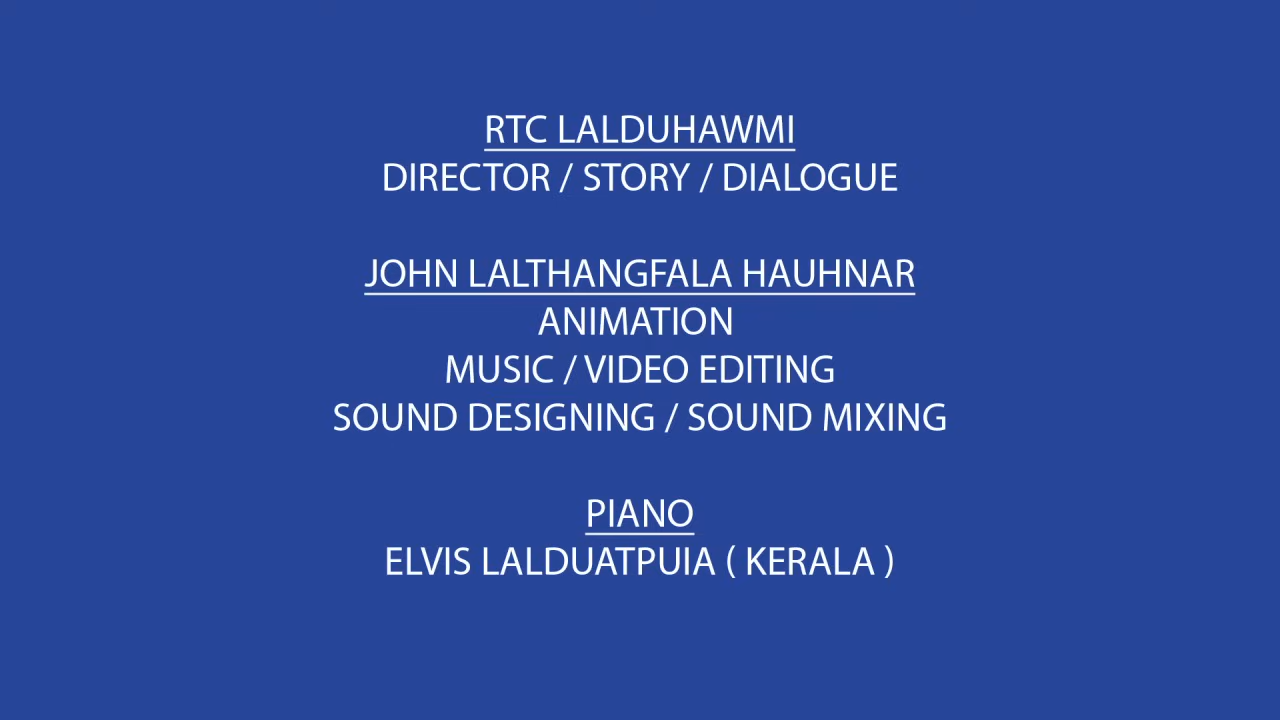 RTC LALDUHAWMI
DIRECTOR / STORY / DIALOGUE
JOHN LALTHANGFALA HAUHNAR
ANIMATION
MUSIC / VIDEO EDITING
SOUND DESIGNING / SOUND MIXING
PIANO
ELVIS LALDUATPUIA ( KERALA )